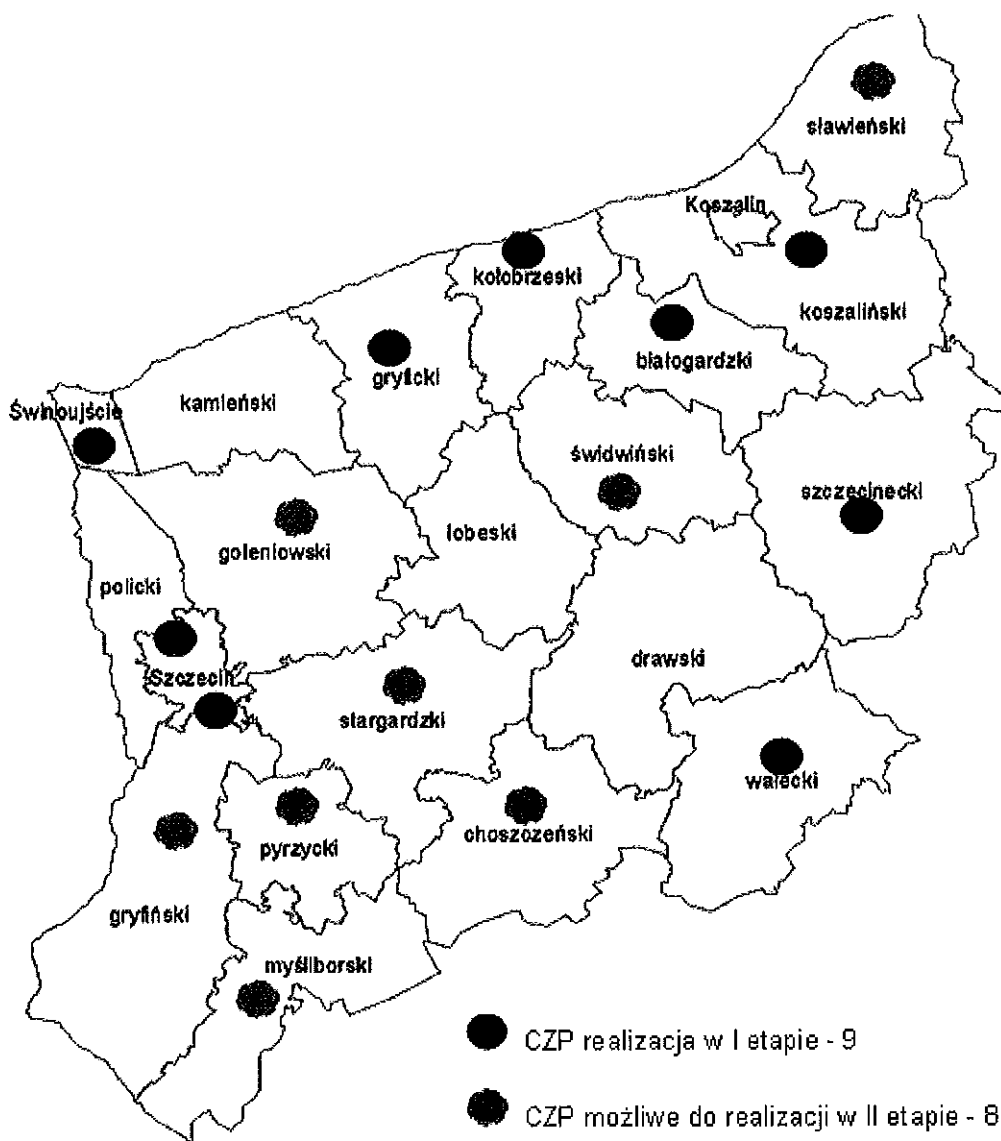 sławieński
Koszalin
kołobrzeski
koszaliński
białogardzki
gryficki
kamieński
Świnoujście
świdwiński
szczecinecki
goleniowski
łobeski
policki
Szczecin
drawski
stargardzki
wałecki
choszczeński
pyrzycki
gryfiński
myśliborski
CZP realizacja w I etapie - 9
CZP możliwe do realizacji w II etapie - 8